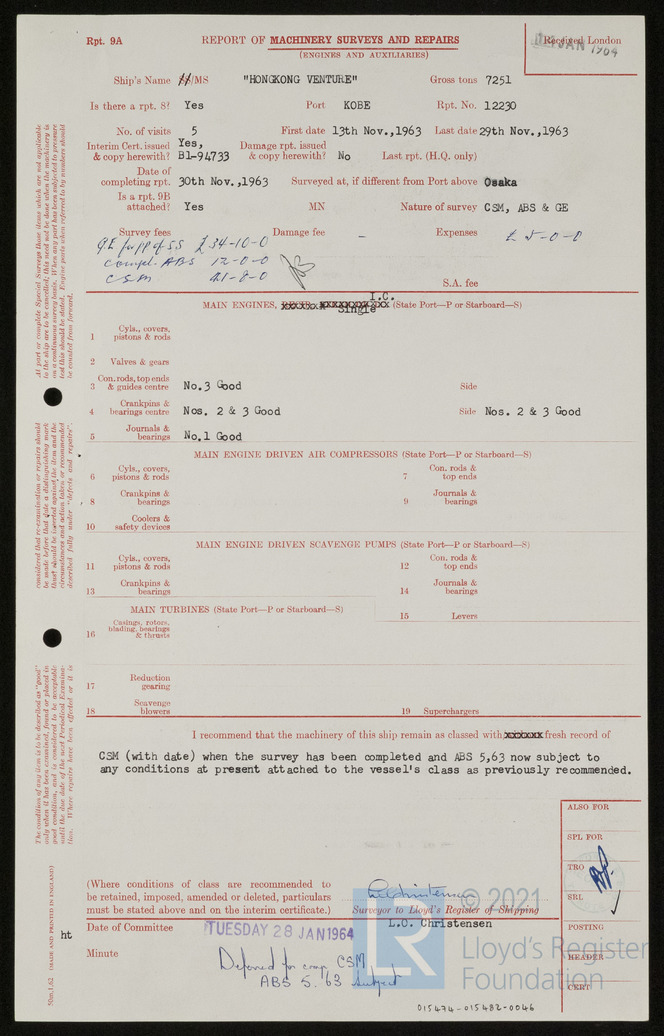 Rpt. 9A
REPORT OF MACHINERY SURVEYS AND REPAIRS
(ENGINES AND AUXILIARIES)
Received London
JAN 1964
Ship's Name MS "HONGKONG VENTURE" Gross tons 7251
Is there a rpt. 8? Yes Port KOBE Rpt. No. 12230
No. of visits 5 First date 13th Nov.,1963 Last date 29th Nov.,1963
Interim Cert. issued & copy herewith? Yes, B1-94733 Damage rpt. issued & copy herewith? No Last rpt. (H.Q. only)
Date of completing rpt. 30th Nov.,1963 Surveyed at, if different from Port above Osaka
Is a rpt. 9B attached? Yes MN Nature of survey CSM, ABS & GE
Survey fees Damage fee – Expenses £ 5-0-0
GE for pp of SS £34-10-0
compl. ABS 12-0-0
CSM 41-8-0
S.A. fee
MAIN ENGINES, I.C. Single (State Port—P or Starboard—S)
1 Cyls., covers, pistons & rods
2 Valves & gears
3 Con. rods, top ends & guides centre No.3 Good Side
4 Crankpins & bearings centre Nos. 2 & 3 Good Side Nos. 2 & 3 Good
5 Journals & bearings No.1 Good
MAIN ENGINE DRIVEN AIR COMPRESSORS (State Port—P or Starboard—S)
6 Cyls., covers, pistons & rods 7 Con. rods & top ends
8 Crankpins & bearings 9 Journals & bearings
10 Coolers & safety devices
MAIN ENGINE DRIVEN SCAVENGE PUMPS (State Port—P or Starboard—S)
11 Cyls., covers, pistons & rods 12 Con. rods & top ends
13 Crankpins & bearings 14 Journals & bearings
MAIN TURBINES (State Port—P or Starboard—S)
15 Levers
16 Casings, rotors, blading, bearings & thrusts
17 Reduction gearing
18 Scavenge blowers 19 Superchargers
I recommend that the machinery of this ship remain as classed with fresh record of
CSM (with date) when the survey has been completed and ABS 5,63 now subject to
any conditions at present attached to the vessel's class as previously recommended.
ALSO FOR
SPL FOR
TRO
SRL
POSTING
HEADER
CERT
(Where conditions of class are recommended to
be retained, imposed, amended or deleted, particulars
must be stated above and on the interim certificate.)
Surveyor to Lloyd's Register of Shipping
L.C. Christensen
ht
Date of Committee TUESDAY 28 JAN 1964
Minute Deferred for comp. CSM
ABS 5.63 subject
© 2021
LR
Lloyd's Register
Foundation
015474-015482-0046
50m,1,62 (MADE AND PRINTED IN ENGLAND)